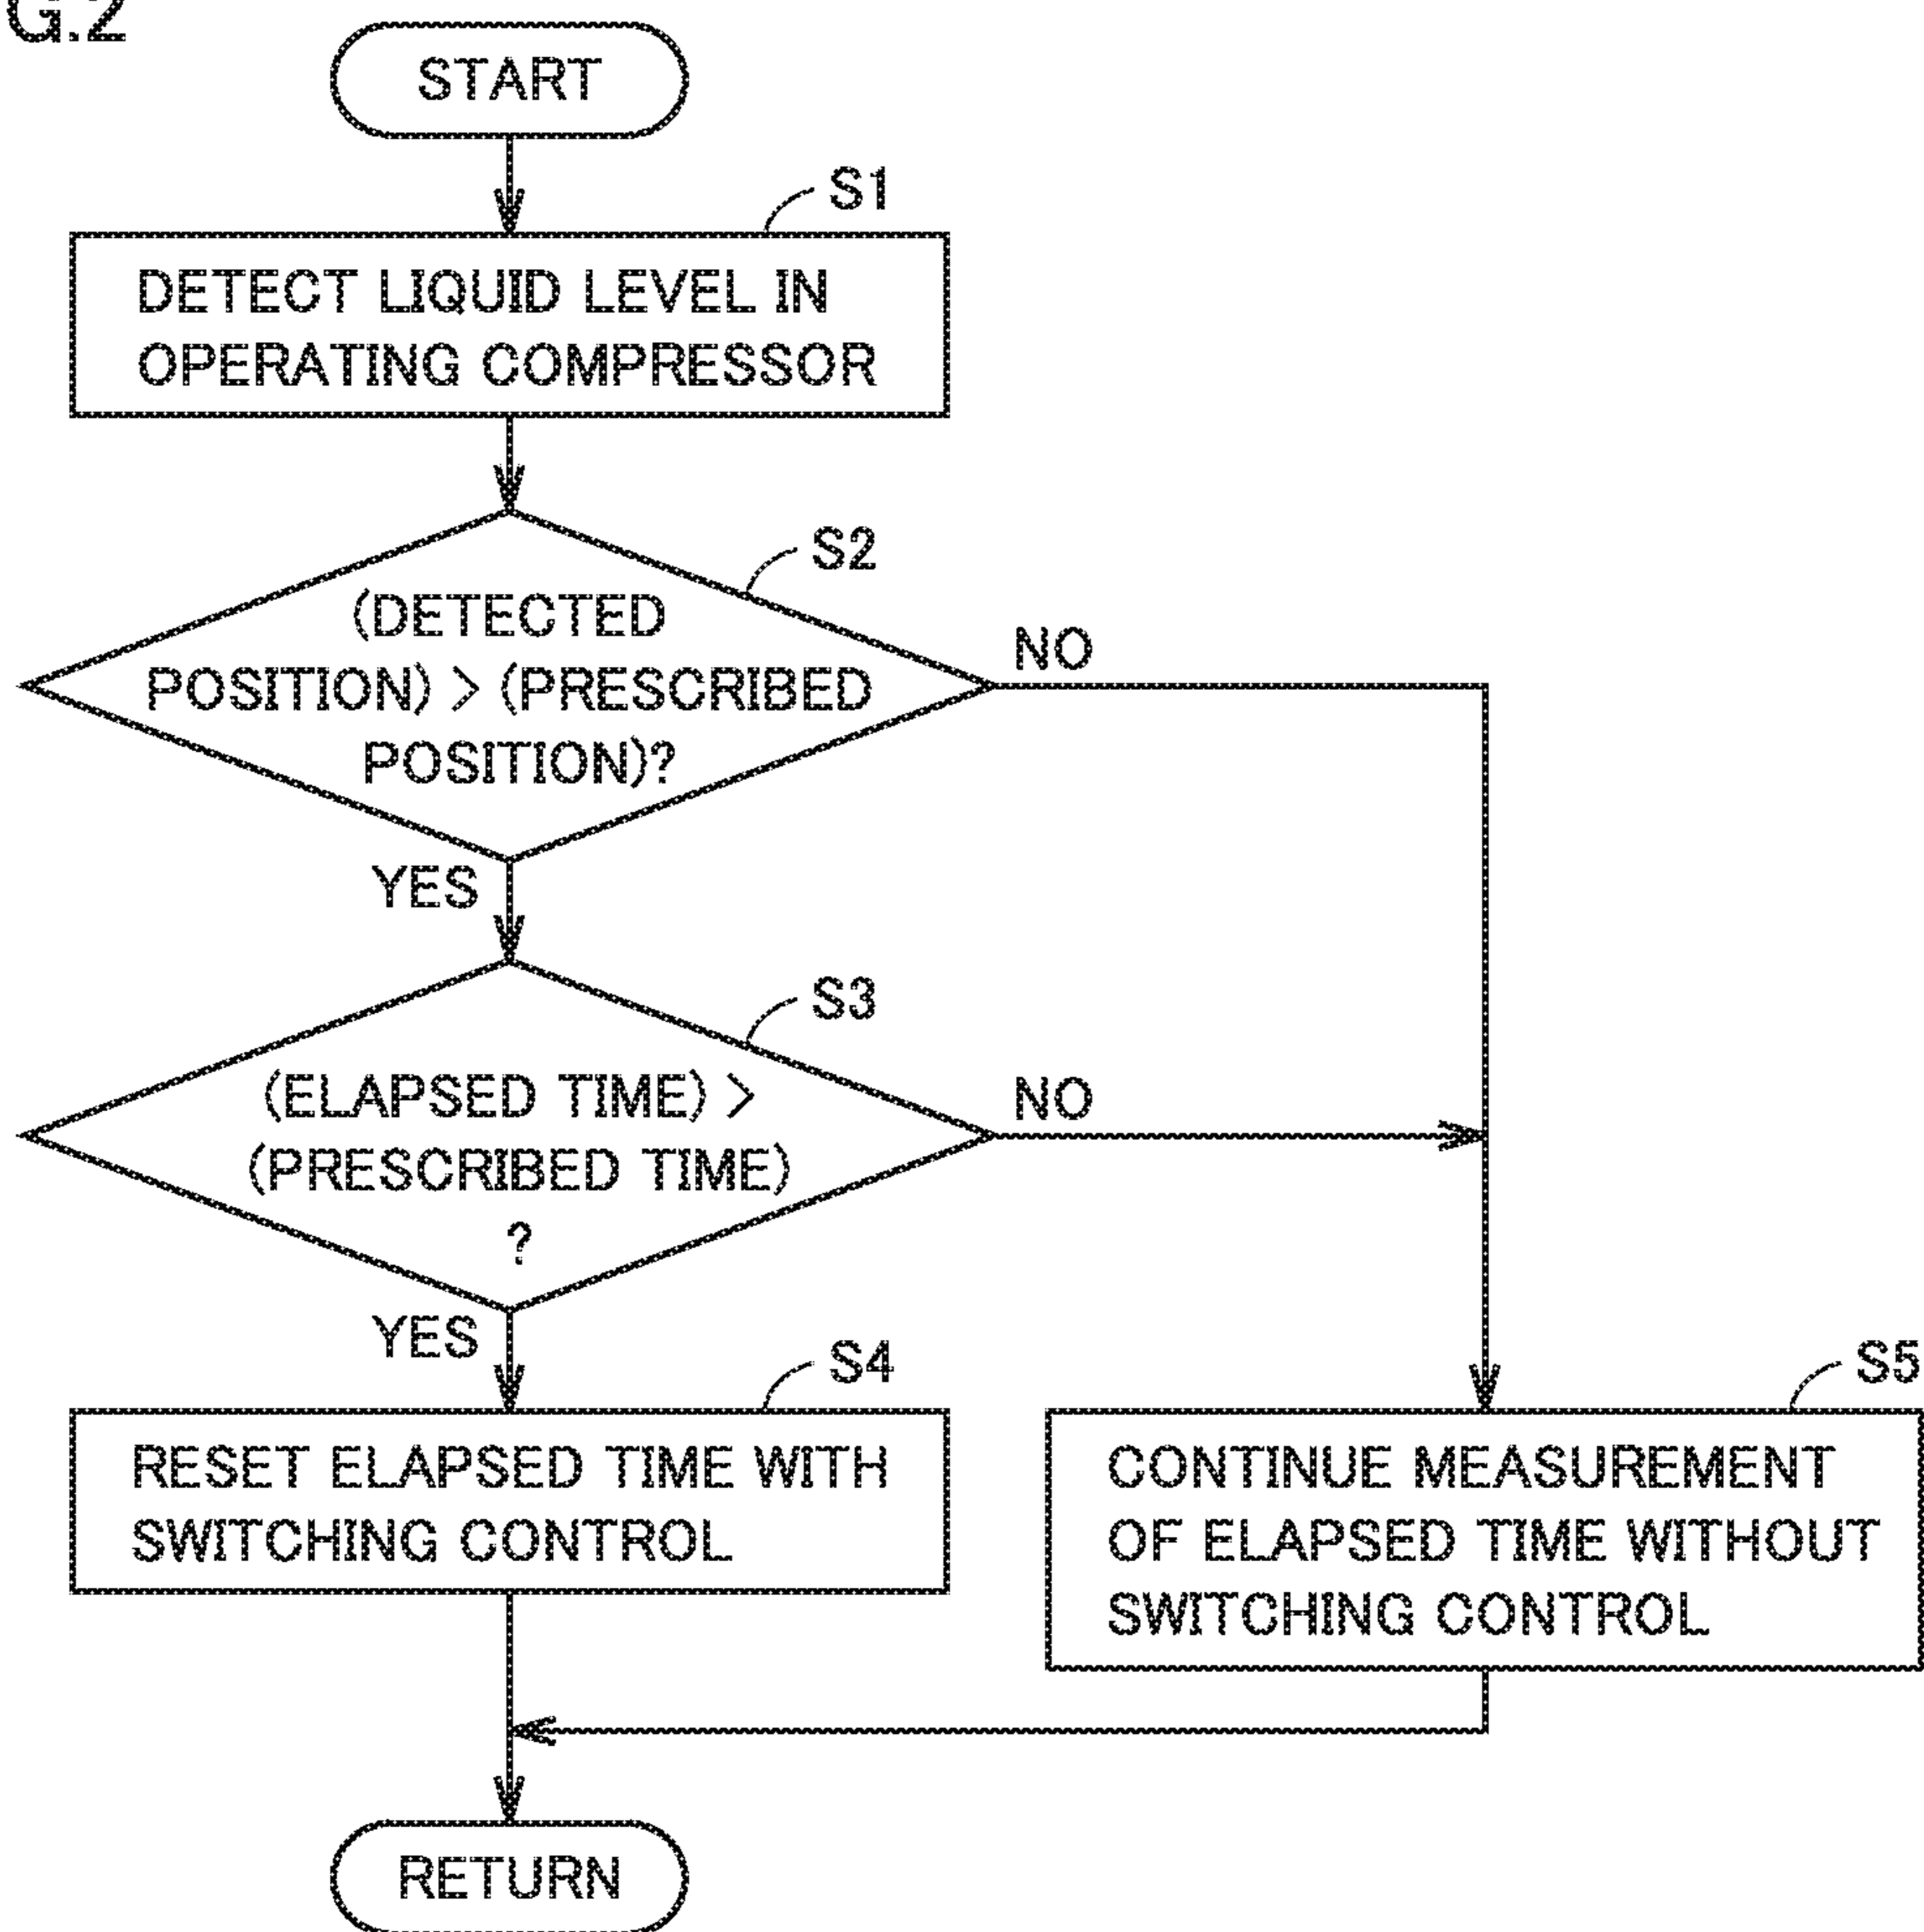 G.2
START
S1
DETECT LIQUID LEVEL IN
OPERATING COMPRESSOR
S2
(DETECTED
POSITION) > (PRESCRIBED
POSITION)?
NO
YES
S3
(ELAPSED TIME) >
(PRESCRIBED TIME)
?
NO
YES
S4
RESET ELAPSED TIME WITH
SWITCHING CONTROL
S5
CONTINUE MEASUREMENT
OF ELAPSED TIME WITHOUT
SWITCHING CONTROL
RETURN